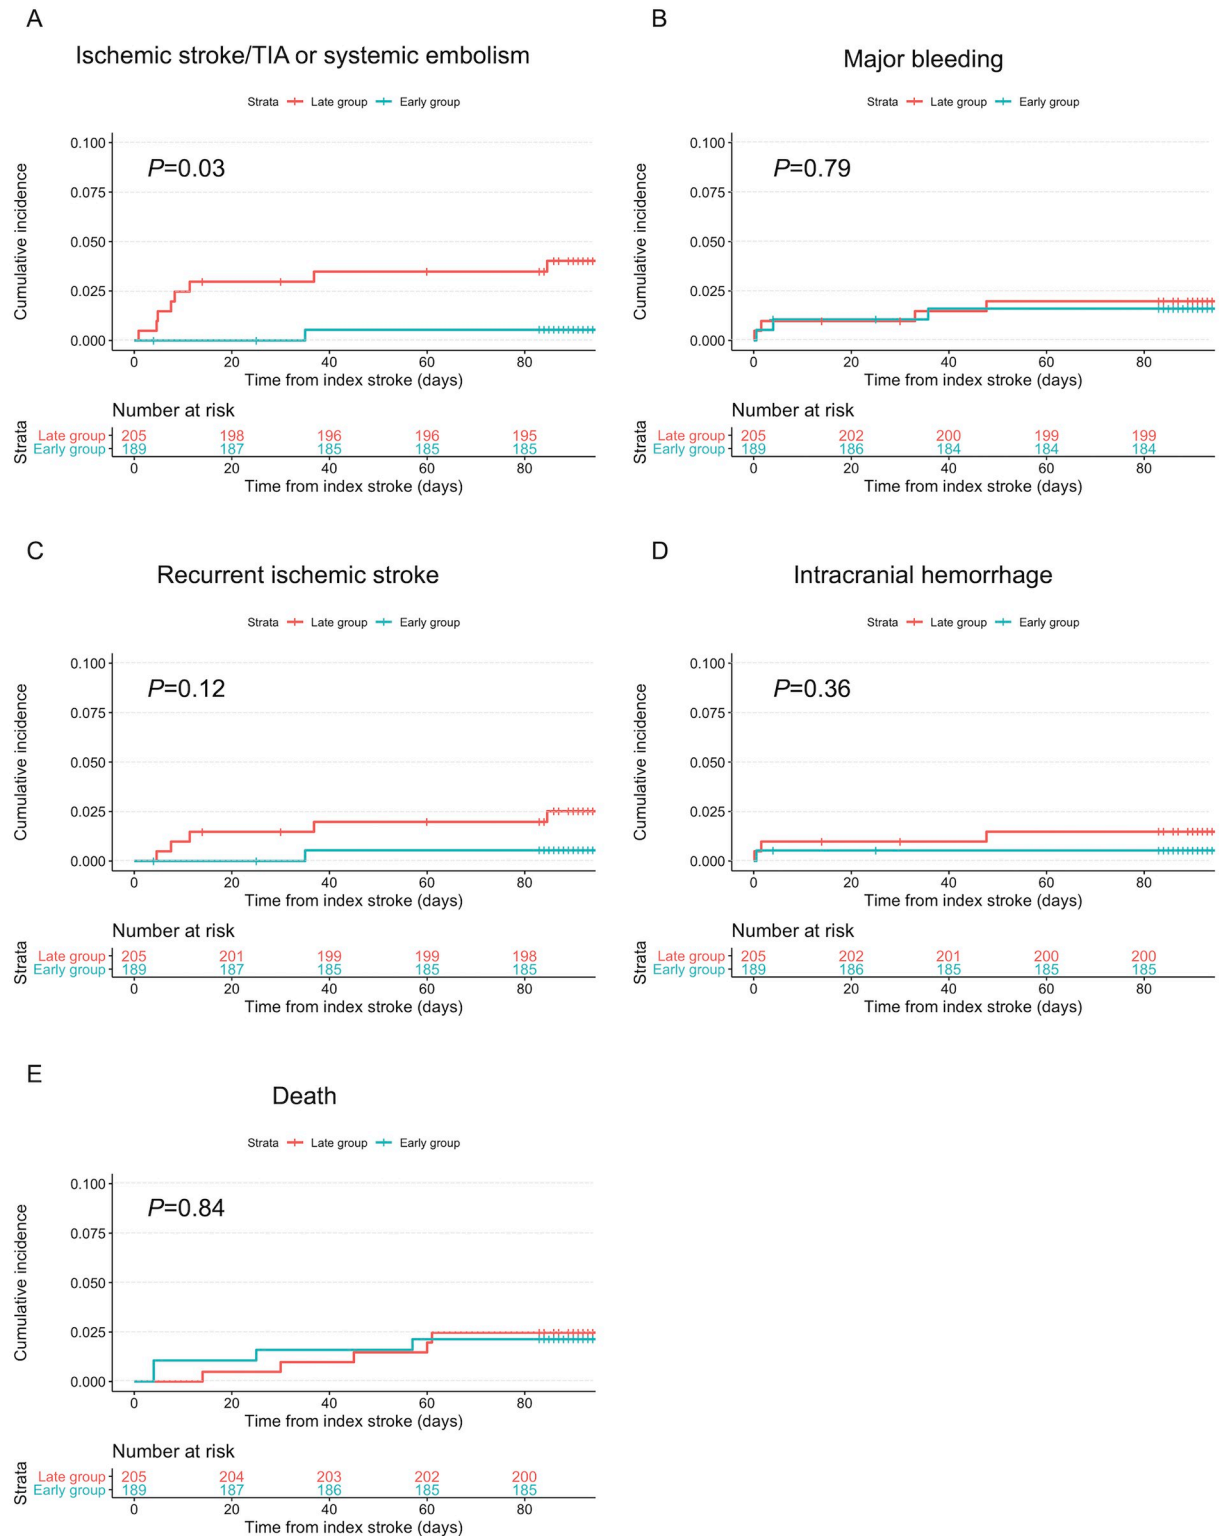 A
Ischemic stroke/TIA or systemic embolism
Strata Late group Early group
P=0.03
Cumulative incidence
0.100
0.075
0.050
0.025
0.000
0 20 40 60 80
Time from index stroke (days)
Number at risk
Strata
Late group 205 198 196 196 195
Early group 189 187 185 185 185
0 20 40 60 80
Time from index stroke (days)
B
Major bleeding
Strata Late group Early group
P=0.79
Cumulative incidence
0.100
0.075
0.050
0.025
0.000
0 20 40 60 80
Time from index stroke (days)
Number at risk
Strata
Late group 205 202 200 199 199
Early group 189 186 184 184 184
0 20 40 60 80
Time from index stroke (days)
C
Recurrent ischemic stroke
Strata Late group Early group
P=0.12
Cumulative incidence
0.100
0.075
0.050
0.025
0.000
0 20 40 60 80
Time from index stroke (days)
Number at risk
Strata
Late group 205 201 199 199 198
Early group 189 187 185 185 185
0 20 40 60 80
Time from index stroke (days)
D
Intracranial hemorrhage
Strata Late group Early group
P=0.36
Cumulative incidence
0.100
0.075
0.050
0.025
0.000
0 20 40 60 80
Time from index stroke (days)
Number at risk
Strata
Late group 205 202 201 200 200
Early group 189 186 185 185 185
0 20 40 60 80
Time from index stroke (days)
E
Death
Strata Late group Early group
P=0.84
Cumulative incidence
0.100
0.075
0.050
0.025
0.000
0 20 40 60 80
Time from index stroke (days)
Number at risk
Strata
Late group 205 204 203 202 200
Early group 189 187 186 185 185
0 20 40 60 80
Time from index stroke (days)